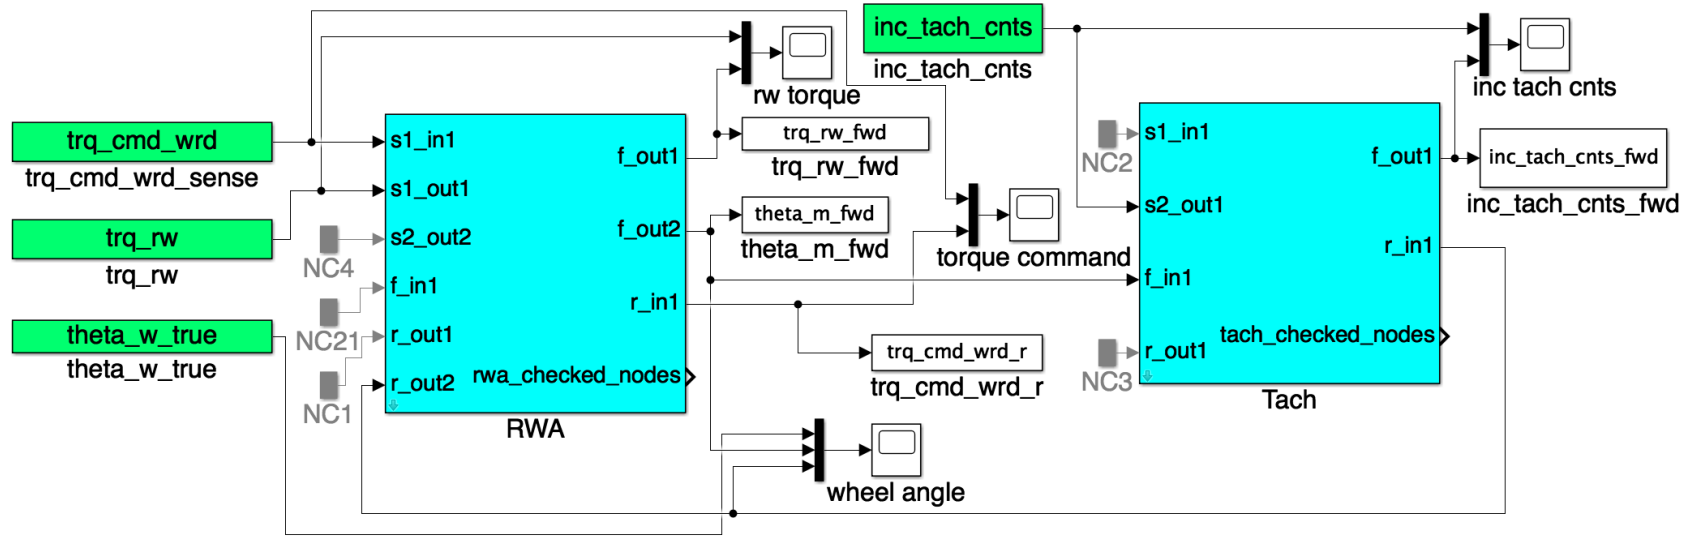 inc_tach_cnts
inc_tach_cnts
inc tach cnts
rw torque
trq_cmd_wrd
trq_cmd_wrd_sense
trq_rw
trq_rw
theta_w_true
theta_w_true
NC4
NC21
NC1
s1_in1
s1_out1
s2_out2
f_in1
r_out1
r_out2
f_out1
f_out2
r_in1
rwa_checked_nodes
RWA
trq_rw_fwd
trq_rw_fwd
theta_m_fwd
theta_m_fwd
torque command
trq_cmd_wrd_r
trq_cmd_wrd_r
wheel angle
NC2
NC3
s1_in1
s2_out1
f_in1
r_out1
f_out1
r_in1
tach_checked_nodes
Tach
inc_tach_cnts_fwd
inc_tach_cnts_fwd